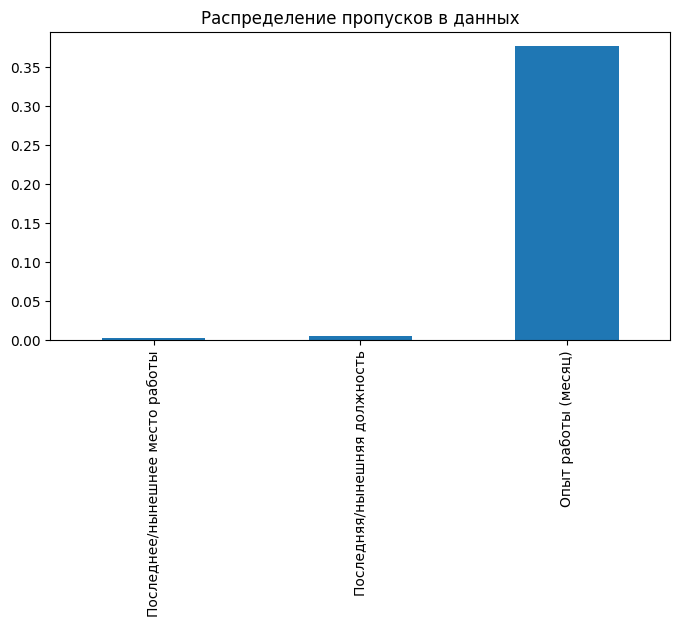 Распределение пропусков в данных
0.35
0.30
0.25
0.20
0.15
0.10
0.05
0.00
Последнее/нынешнее место работы
Последняя/нынешняя должность
Опыт работы (месяц)